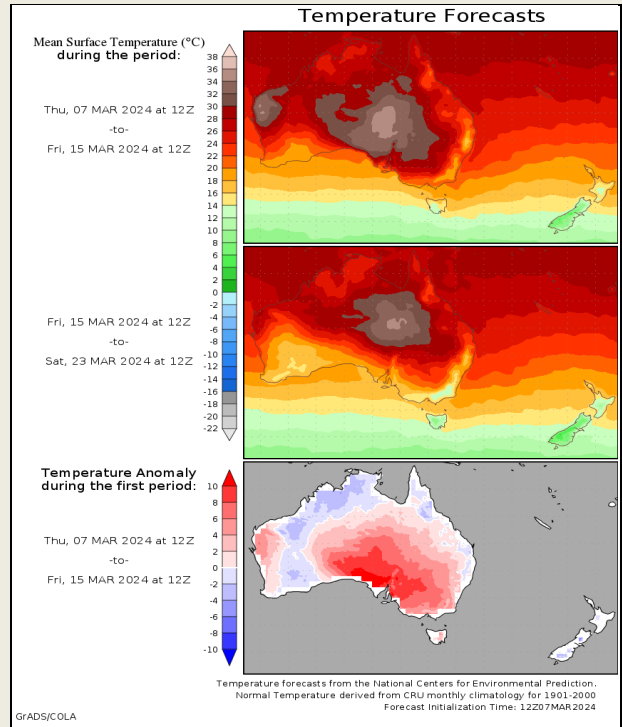 Temperature Forecasts
Mean Surface Temperature (°C)
during the period:
Thu, 07 MAR 2024 at 12Z
-to-
Fri, 15 MAR 2024 at 12Z
38
36
34
32
30
28
26
24
22
20
18
16
14
12
10
8
6
4
2
0
-2
-4
-6
-8
-10
-12
-14
-16
-18
-20
-22
Fri, 15 MAR 2024 at 12Z
-to-
Sat, 23 MAR 2024 at 12Z
Temperature Anomaly
during the first period:
Thu, 07 MAR 2024 at 12Z
-to-
Fri, 15 MAR 2024 at 12Z
10
8
6
4
2
0
-2
-4
-6
-8
-10
Temperature forecasts from the National Centers for Environmental Prediction.
Normal Temperature derived from CRU monthly climatology for 1901-2000
Forecast Initialization Time: 12Z07MAR2024
GrADS/COLA